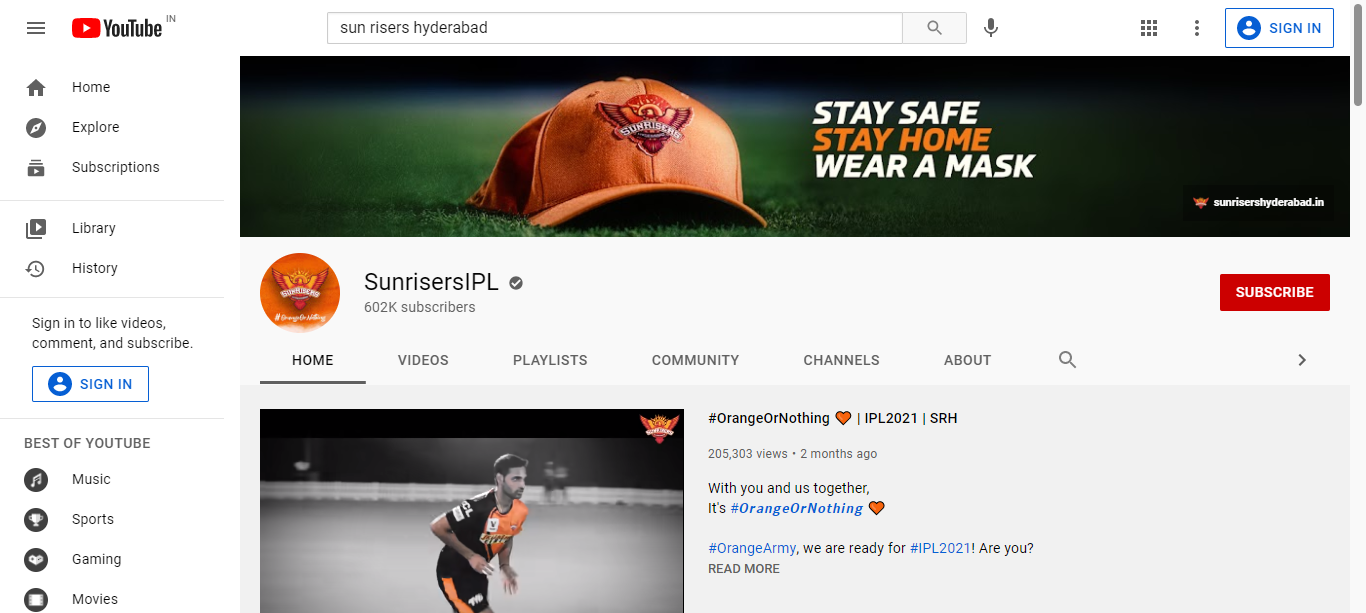 YouTube IN
sun risers hyderabad
SIGN IN
Home
Explore
Subscriptions
Library
History
Sign in to like videos,
comment, and subscribe.
SIGN IN
BEST OF YOUTUBE
Music
Sports
Gaming
Movies
SUNRISERS
STAY SAFE
STAY HOME
WEAR A MASK
sunrisershyderabad.in
SUNRISERS
#OrangeOrNothing
SunrisersIPL
602K subscribers
SUBSCRIBE
HOME
VIDEOS
PLAYLISTS
COMMUNITY
CHANNELS
ABOUT
SUNRISERS
#OrangeOrNothing 🧡 | IPL2021 | SRH
205,303 views • 2 months ago
With you and us together,
It's #OrangeOrNothing 🧡
#OrangeArmy, we are ready for #IPL2021! Are you?
READ MORE